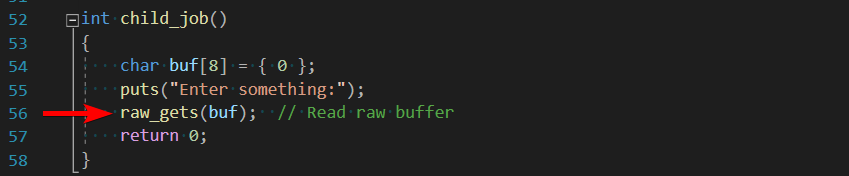 52 int child_job()
53 {
54 char buf[8] = { 0 };
55 puts("Enter something:");
56 raw_gets(buf); // Read raw buffer
57 return 0;
58 }